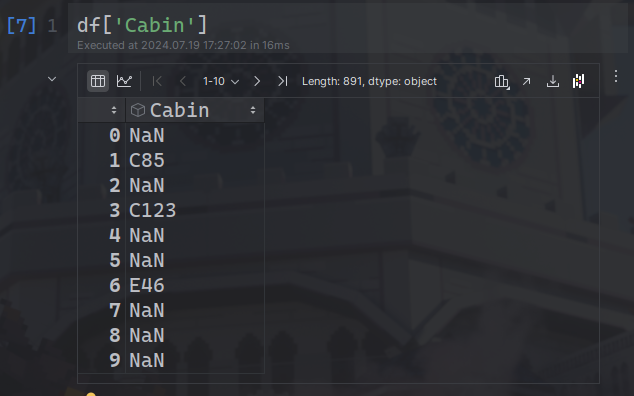 [7] 1 df['Cabin']
Executed at 2024.07.19 17:27:02 in 16ms
1-10 Length: 891, dtype: object
Cabin
0 NaN
1 C85
2 NaN
3 C123
4 NaN
5 NaN
6 E46
7 NaN
8 NaN
9 NaN